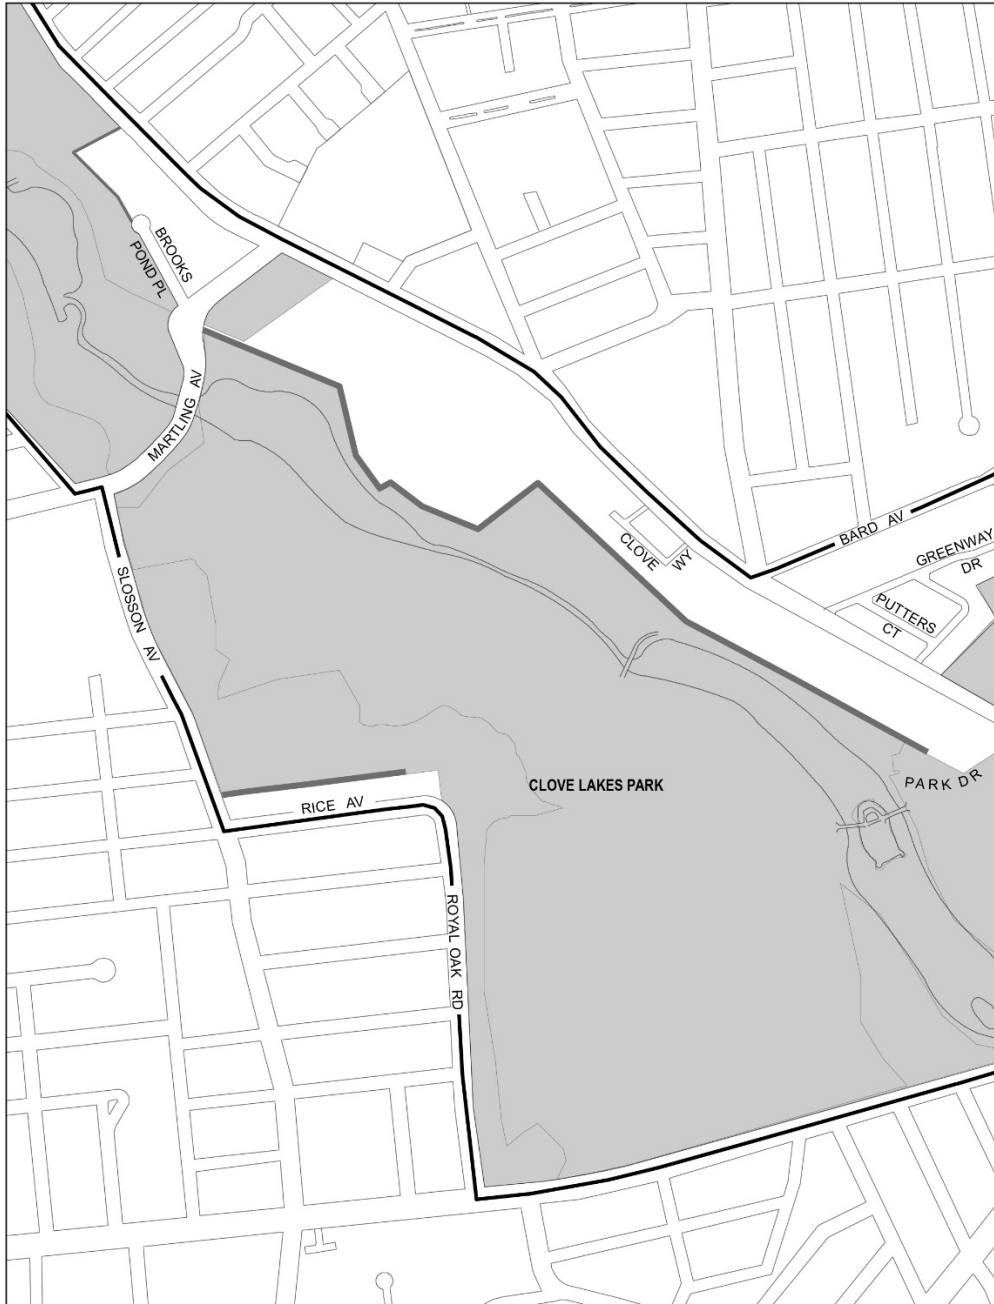 BROOKS
POND PL
MARTLING AV
SLOSSON AV
CLOVE
WY
BARD AV
GREENWAY
DR
PUTTERS
CT
CLOVE LAKES PARK
PARK DR
RICE AV
ROYAL OAK RD